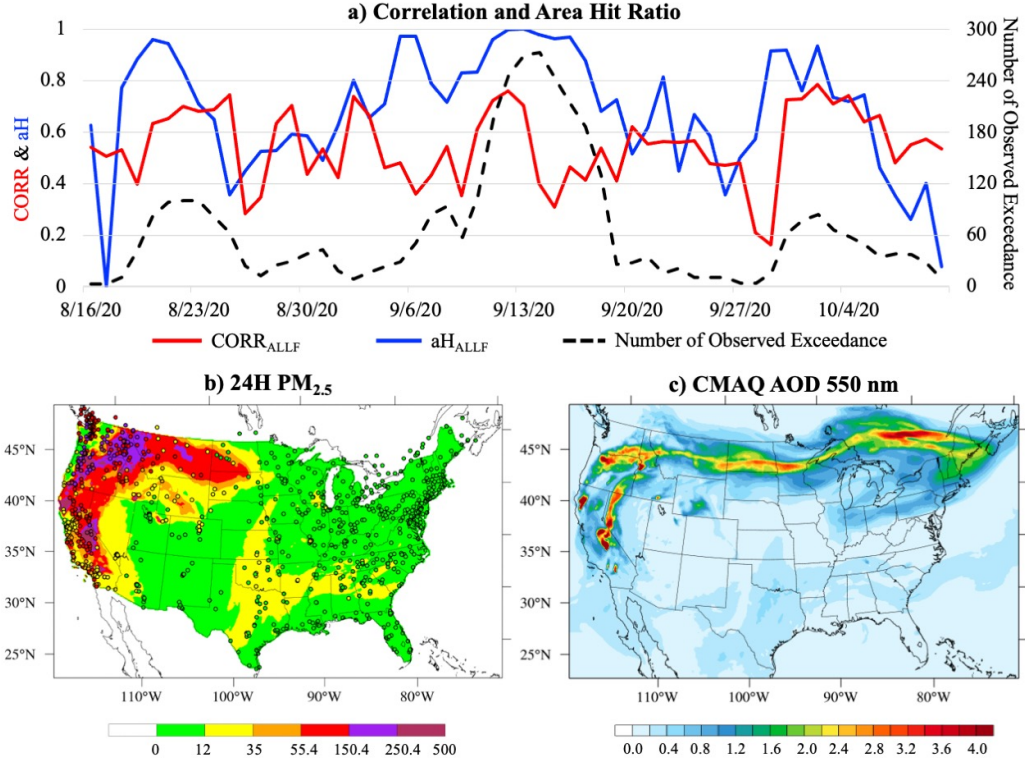 a) Correlation and Area Hit Ratio
CORR & aH
1
0.8
0.6
0.4
0.2
0
Number of Observed Exceedance
300
240
180
120
60
0
8/16/20 8/23/20 8/30/20 9/6/20 9/13/20 9/20/20 9/27/20 10/4/20
CORR_ALLF aH_ALLF Number of Observed Exceedance
b) 24H PM2.5
45°N
40°N
35°N
30°N
25°N
110°W 100°W 90°W 80°W
0 12 35 55.4 150.4 250.4 500
c) CMAQ AOD 550 nm
45°N
40°N
35°N
30°N
25°N
110°W 100°W 90°W 80°W
0.0 0.4 0.8 1.2 1.6 2.0 2.4 2.8 3.2 3.6 4.0